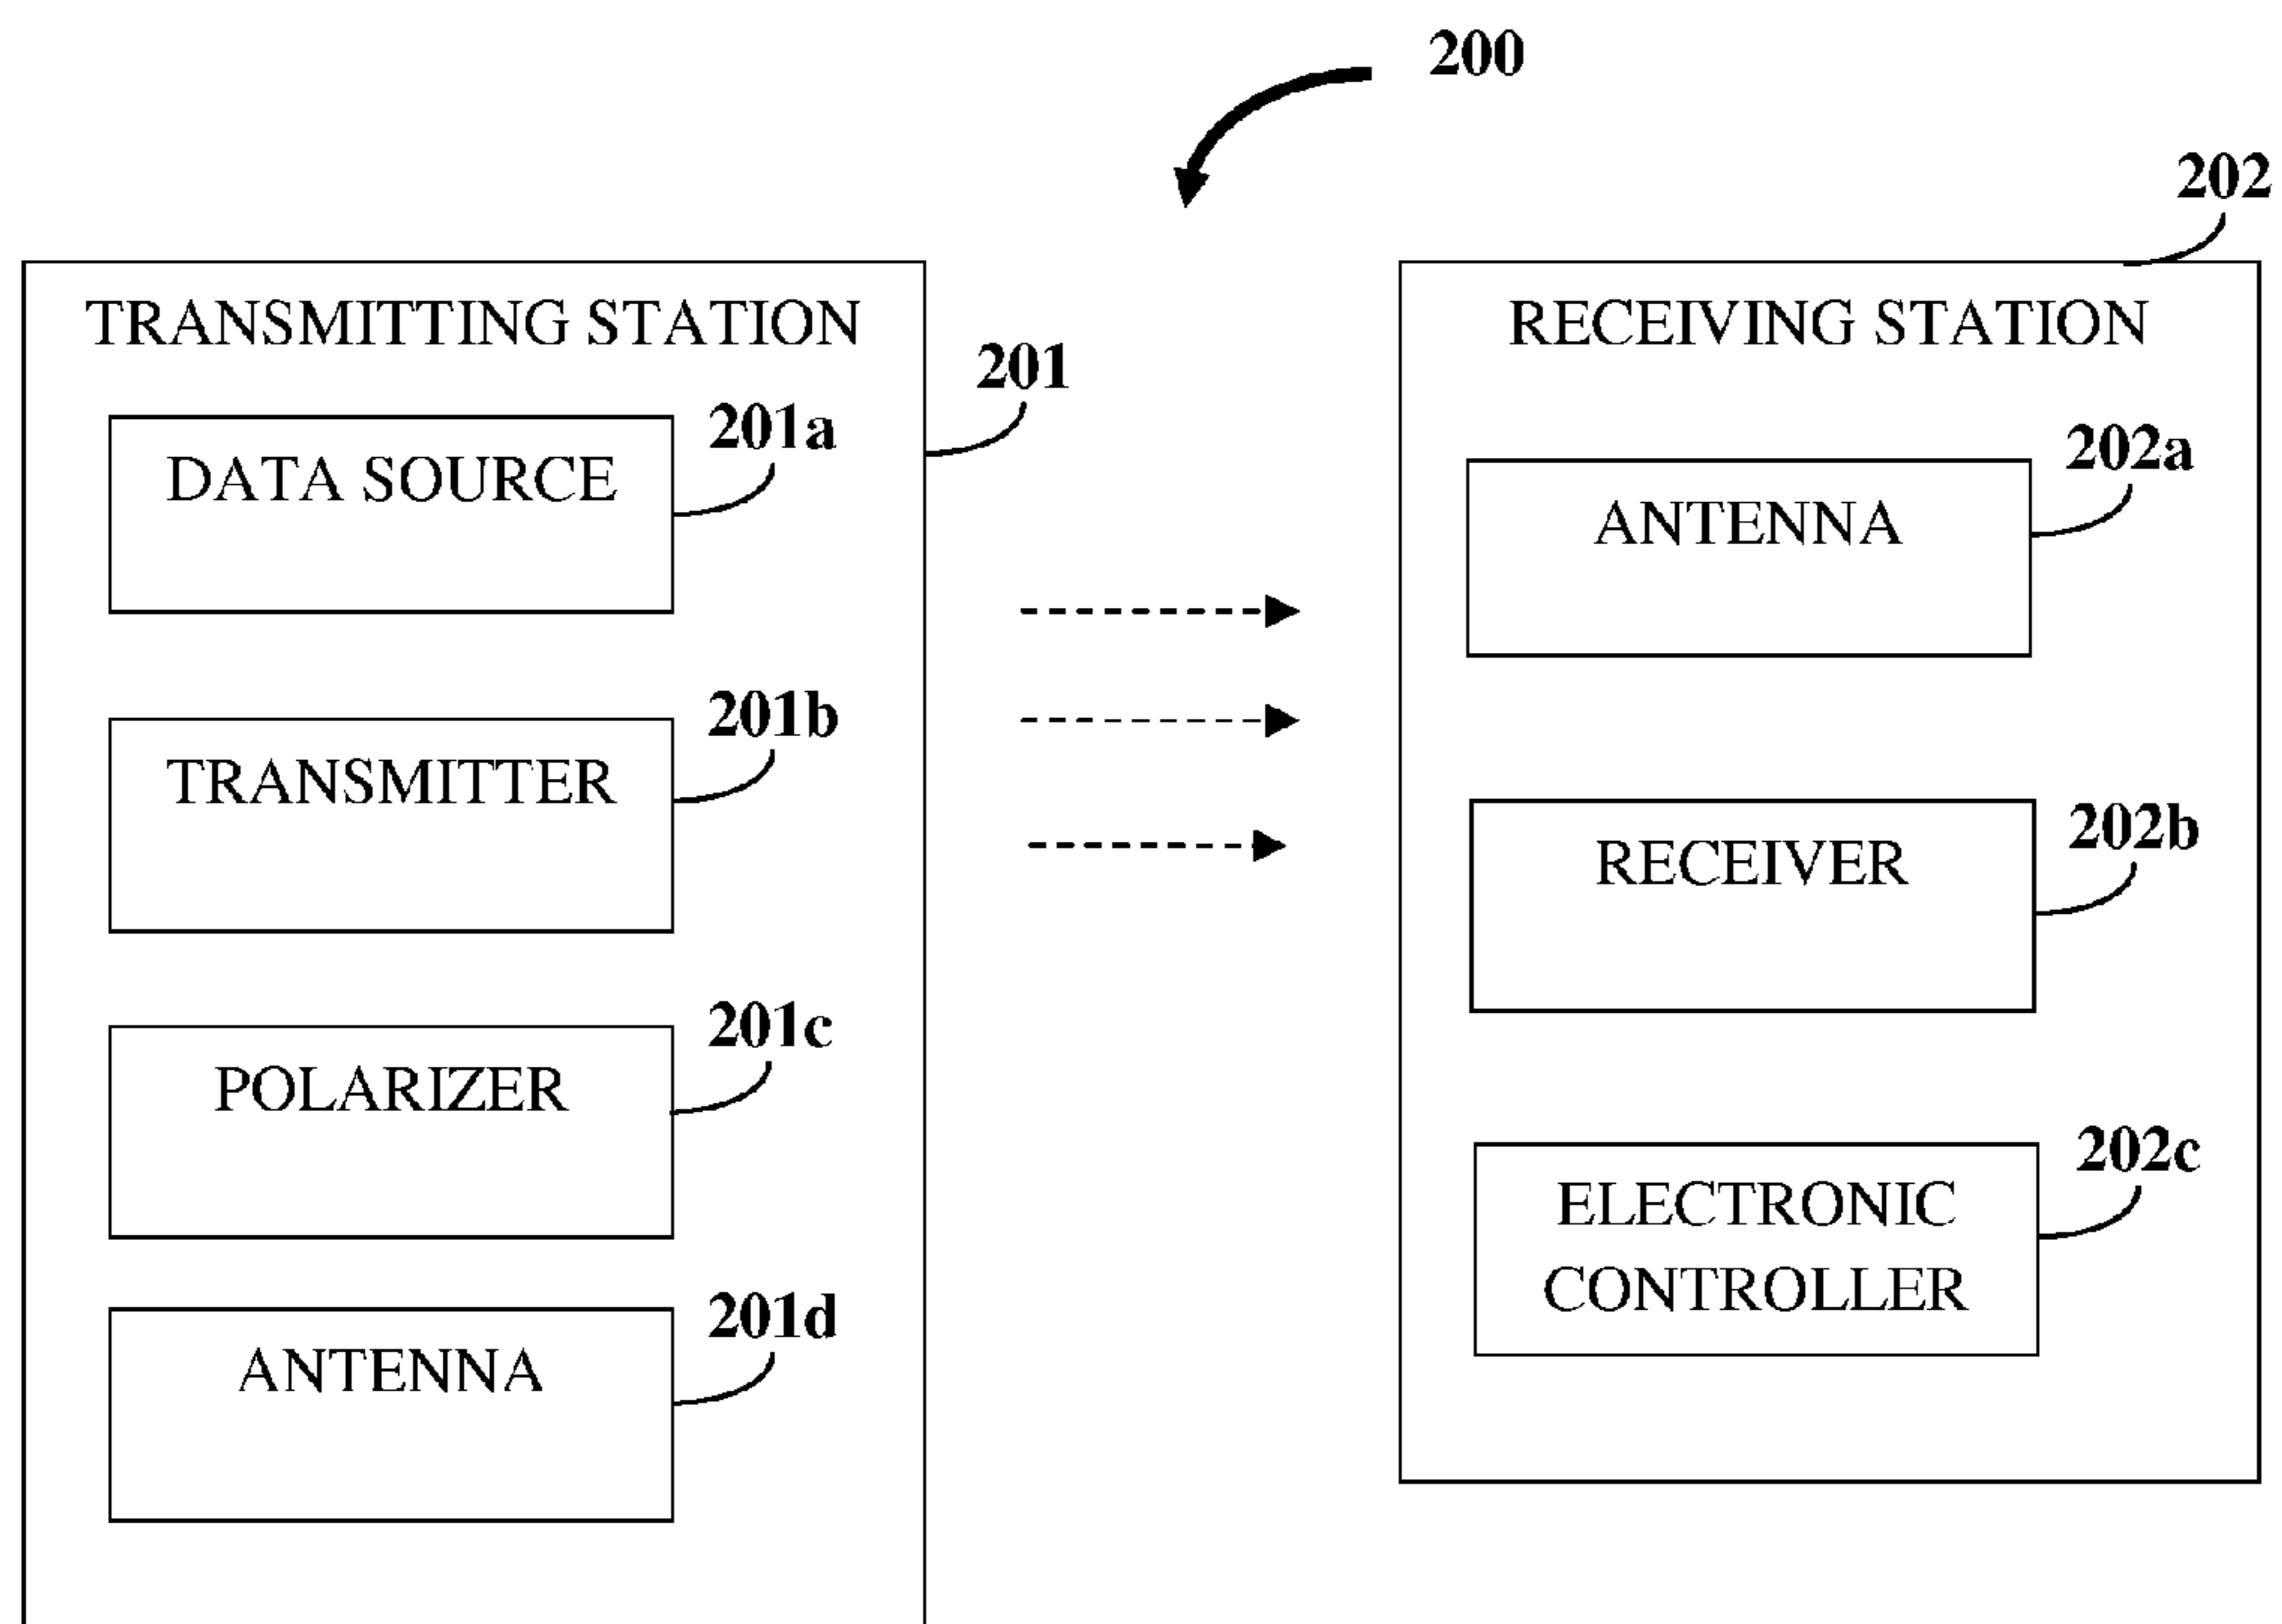 200
202
TRANSMITTING STATION
201
DATA SOURCE
201a
TRANSMITTER
201b
POLARIZER
201c
ANTENNA
201d
RECEIVING STATION
ANTENNA
202a
RECEIVER
202b
ELECTRONIC
CONTROLLER
202c